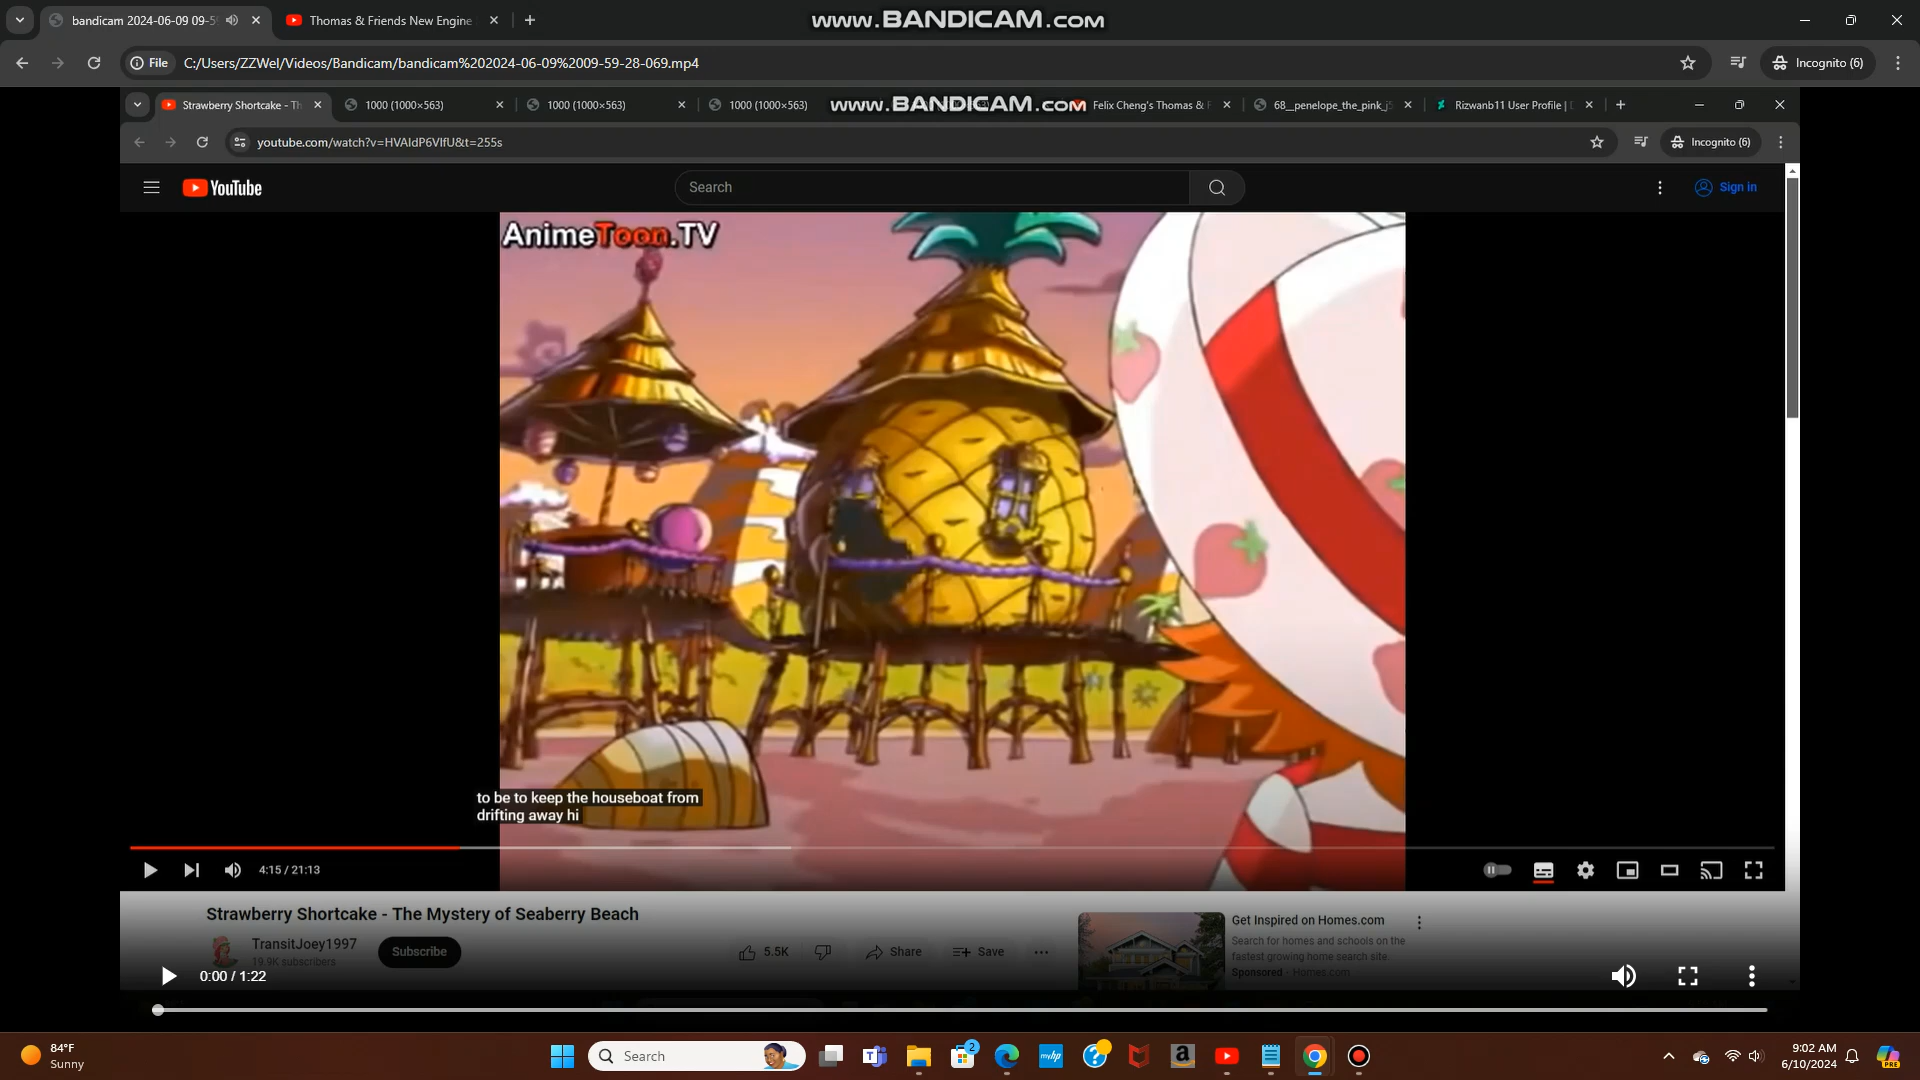 bandicam 2024-06-09 09-5
Thomas & Friends New Engine
www.BANDICAM.com
File
C:/Users/ZZWel/Videos/Bandicam/bandicam%202024-06-09%2009-59-28-069.mp4
Incognito (6)
Strawberry Shortcake - Th
1000 (1000×563)
1000 (1000×563)
1000 (1000×563)
www.BANDICAM.com
Felix Cheng's Thomas & F
68__penelope_the_pink_j
Rizwanb11 User Profile |
youtube.com/watch?v=HVAIdP6VIfU&t=255s
Incognito (6)
YouTube
Search
Sign in
AnimeToon.TV
to be to keep the houseboat from
drifting away hi
4:15 / 21:13
Strawberry Shortcake - The Mystery of Seaberry Beach
TransitJoey1997
19.9K subscribers
Subscribe
5.5K
Share
Save
Get Inspired on Homes.com
Search for homes and schools on the
fastest growing home search site.
Sponsored · Homes.com
0:00 / 1:22
84°F
Sunny
Search
2
myhp
9:02 AM
6/10/2024
PRE